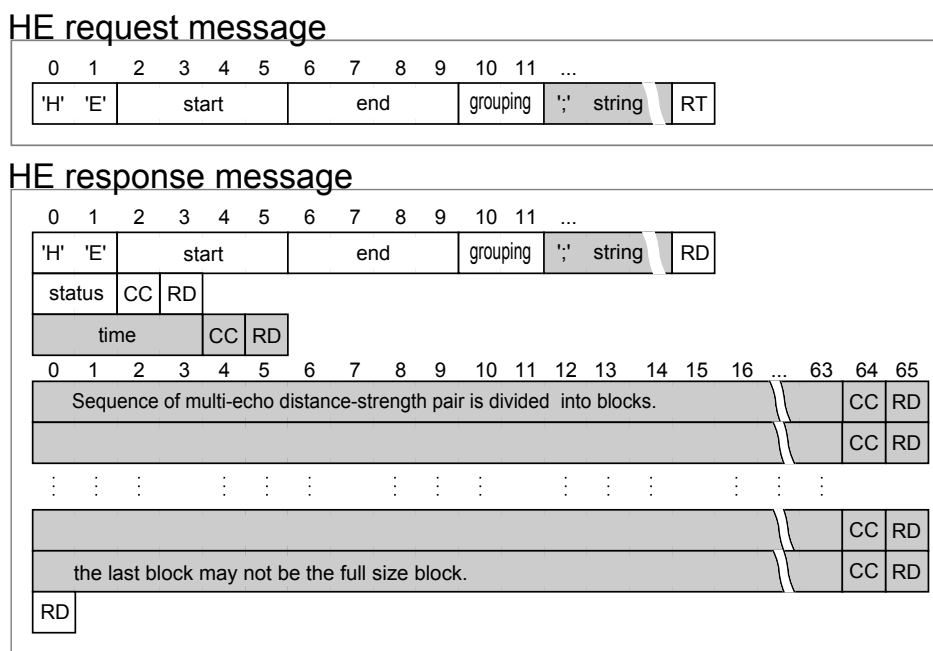 HE request message
0 1 2 3 4 5 6 7 8 9 10 11 ...
'H' 'E' start end grouping ';' string RT
HE response message
0 1 2 3 4 5 6 7 8 9 10 11 ...
'H' 'E' start end grouping ';' string RD
status CC RD
time CC RD
0 1 2 3 4 5 6 7 8 9 10 11 12 13 14 15 16 ... 63 64 65
Sequence of multi-echo distance-strength pair is divided into blocks. CC RD
CC RD
CC RD
the last block may not be the full size block. CC RD
RD